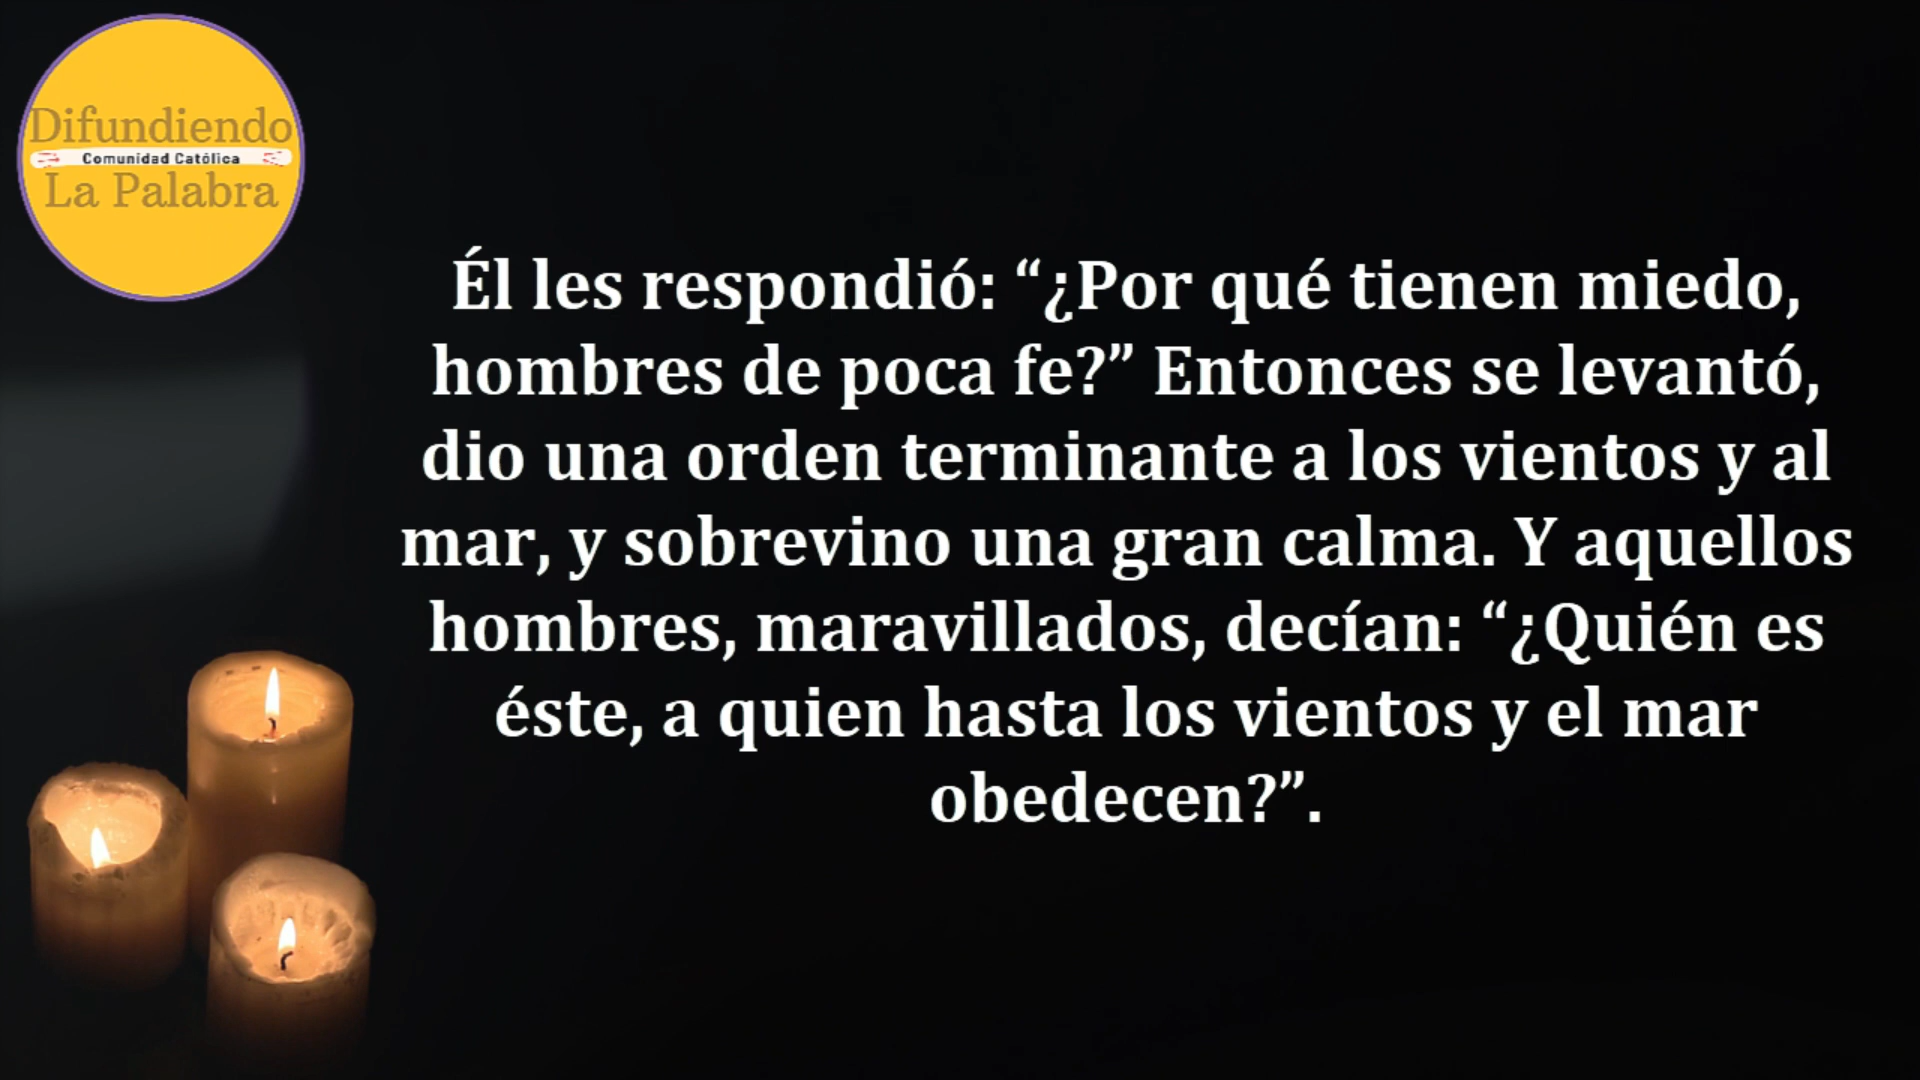 Difundiendo
Comunidad Católica
La Palabra
Él les respondió: “¿Por qué tienen miedo,
hombres de poca fe?” Entonces se levantó,
dio una orden terminante a los vientos y al
mar, y sobrevino una gran calma. Y aquellos
hombres, maravillados, decían: “¿Quién es
éste, a quien hasta los vientos y el mar
obedecen?”.